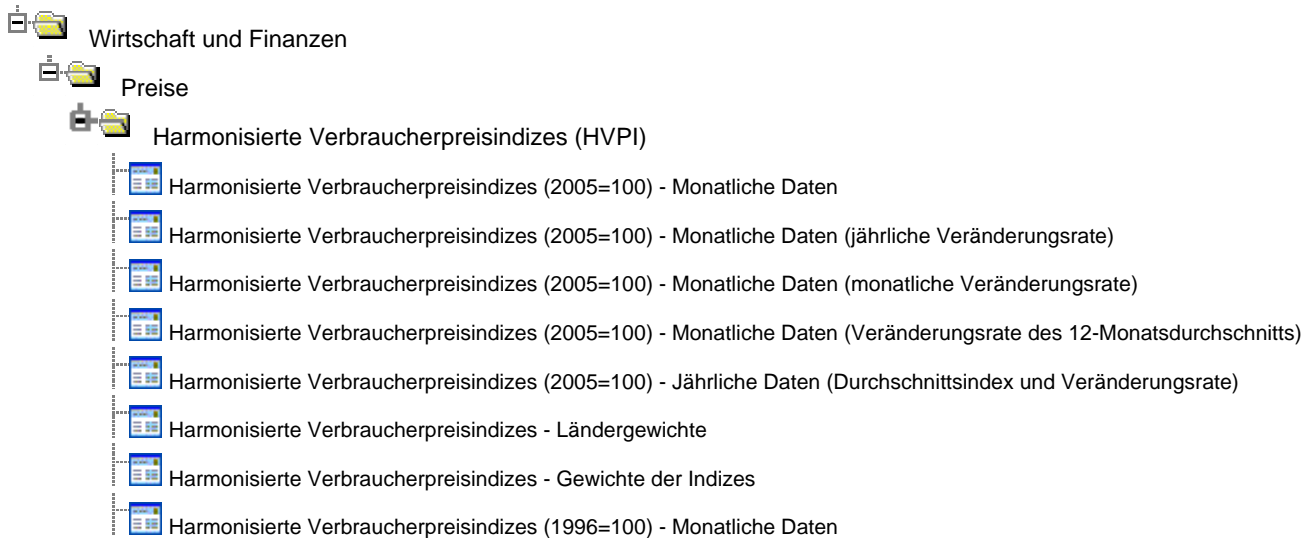 Wirtschaft und Finanzen
Preise
Harmonisierte Verbraucherpreisindizes (HVPI)
Harmonisierte Verbraucherpreisindizes (2005=100) - Monatliche Daten
Harmonisierte Verbraucherpreisindizes (2005=100) - Monatliche Daten (jährliche Veränderungsrate)
Harmonisierte Verbraucherpreisindizes (2005=100) - Monatliche Daten (monatliche Veränderungsrate)
Harmonisierte Verbraucherpreisindizes (2005=100) - Monatliche Daten (Veränderungsrate des 12-Monatsdurchschnitts)
Harmonisierte Verbraucherpreisindizes (2005=100) - Jährliche Daten (Durchschnittsindex und Veränderungsrate)
Harmonisierte Verbraucherpreisindizes - Ländergewichte
Harmonisierte Verbraucherpreisindizes - Gewichte der Indizes
Harmonisierte Verbraucherpreisindizes (1996=100) - Monatliche Daten